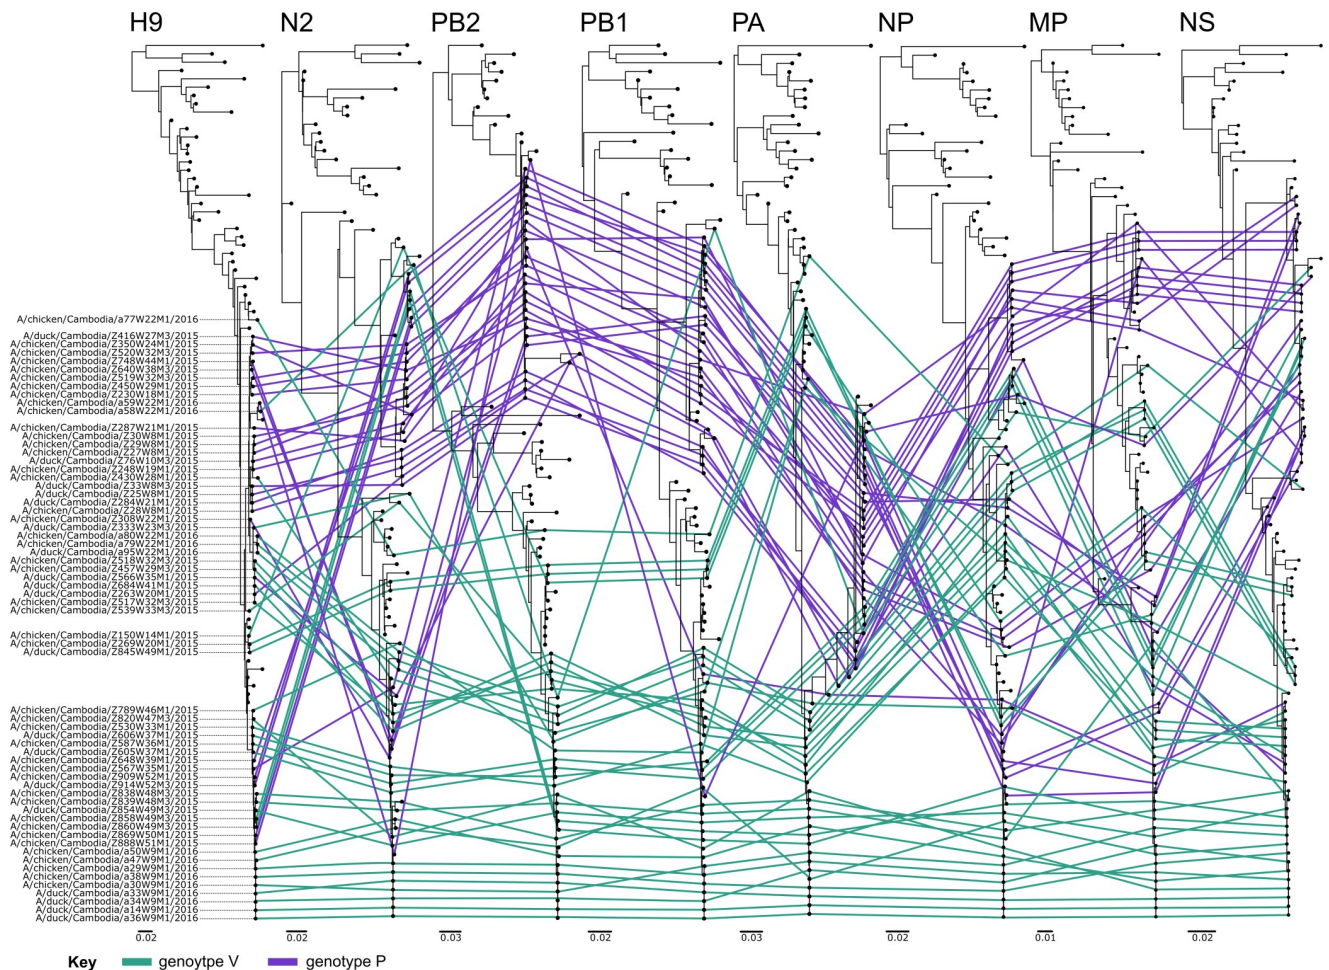 H9 N2 PB2 PB1 PA NP MP NS
A/chicken/Cambodia/a77W22M1/2016
A/duck/Cambodia/Z416W27M3/2015
A/chicken/Cambodia/Z350W24M1/2015
A/chicken/Cambodia/Z520W32M3/2015
A/chicken/Cambodia/Z748W44M1/2015
A/chicken/Cambodia/Z640W38M3/2015
A/chicken/Cambodia/Z519W32M3/2015
A/chicken/Cambodia/Z450W29M1/2015
A/chicken/Cambodia/Z230W18M1/2015
A/chicken/Cambodia/a59W22M1/2016
A/chicken/Cambodia/a58W22M1/2016
A/chicken/Cambodia/Z287W21M1/2015
A/chicken/Cambodia/Z30W8M1/2015
A/chicken/Cambodia/Z29W8M1/2015
A/chicken/Cambodia/Z27W8M1/2015
A/duck/Cambodia/Z76W10M3/2015
A/chicken/Cambodia/Z248W19M1/2015
A/chicken/Cambodia/Z430W28M1/2015
A/duck/Cambodia/Z33W8M3/2015
A/duck/Cambodia/Z25W8M1/2015
A/duck/Cambodia/Z284W21M1/2015
A/chicken/Cambodia/Z28W8M1/2015
A/chicken/Cambodia/Z308W22M1/2015
A/duck/Cambodia/Z333W23M3/2015
A/chicken/Cambodia/a80W22M1/2016
A/chicken/Cambodia/a79W22M1/2016
A/duck/Cambodia/a95W22M1/2016
A/chicken/Cambodia/Z518W32M3/2015
A/chicken/Cambodia/Z457W29M3/2015
A/duck/Cambodia/Z566W35M1/2015
A/duck/Cambodia/Z684W41M1/2015
A/duck/Cambodia/Z263W20M1/2015
A/duck/Cambodia/Z517W32M3/2015
A/chicken/Cambodia/Z539W33M3/2015
A/chicken/Cambodia/Z150W14M1/2015
A/chicken/Cambodia/Z269W20M1/2015
A/duck/Cambodia/Z845W49M1/2015
A/chicken/Cambodia/Z789W46M1/2015
A/chicken/Cambodia/Z820W47M3/2015
A/chicken/Cambodia/Z530W33M1/2015
A/duck/Cambodia/Z606W37M1/2015
A/chicken/Cambodia/Z587W36M1/2015
A/duck/Cambodia/Z605W37M1/2015
A/chicken/Cambodia/Z648W39M1/2015
A/chicken/Cambodia/Z567W35M1/2015
A/chicken/Cambodia/Z909W52M1/2015
A/duck/Cambodia/Z914W52M3/2015
A/chicken/Cambodia/Z838W48M3/2015
A/chicken/Cambodia/Z839W48M3/2015
A/duck/Cambodia/Z854W49M3/2015
A/chicken/Cambodia/Z858W49M3/2015
A/chicken/Cambodia/Z860W49M3/2015
A/chicken/Cambodia/Z869W50M1/2015
A/chicken/Cambodia/Z888W51M1/2015
A/chicken/Cambodia/a50W9M1/2016
A/chicken/Cambodia/a47W9M1/2016
A/chicken/Cambodia/a29W9M1/2016
A/chicken/Cambodia/a38W9M1/2016
A/chicken/Cambodia/a30W9M1/2016
A/duck/Cambodia/a33W9M1/2016
A/duck/Cambodia/a34W9M1/2016
A/duck/Cambodia/a14W9M1/2016
A/duck/Cambodia/a36W9M1/2016
0.02 0.02 0.03 0.02 0.03 0.02 0.01 0.02
Key genoytpe V genotype P